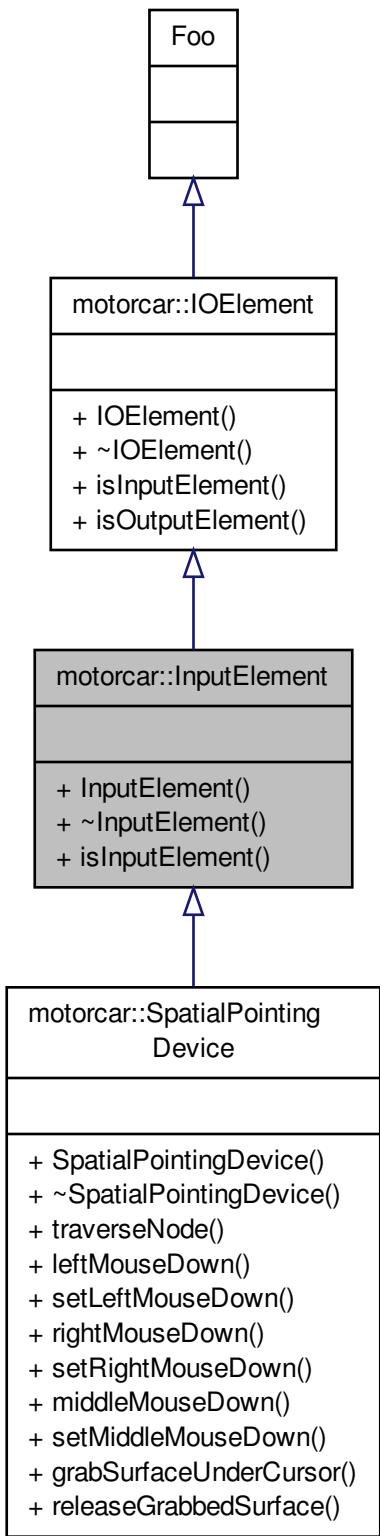 Foo
motorcar::IOElement
+ IOElement()
+ ~IOElement()
+ isInputElement()
+ isOutputElement()
motorcar::InputElement
+ InputElement()
+ ~InputElement()
+ isInputElement()
motorcar::SpatialPointing
Device
+ SpatialPointingDevice()
+ ~SpatialPointingDevice()
+ traverseNode()
+ leftMouseDown()
+ setLeftMouseDown()
+ rightMouseDown()
+ setRightMouseDown()
+ middleMouseDown()
+ setMiddleMouseDown()
+ grabSurfaceUnderCursor()
+ releaseGrabbedSurface()